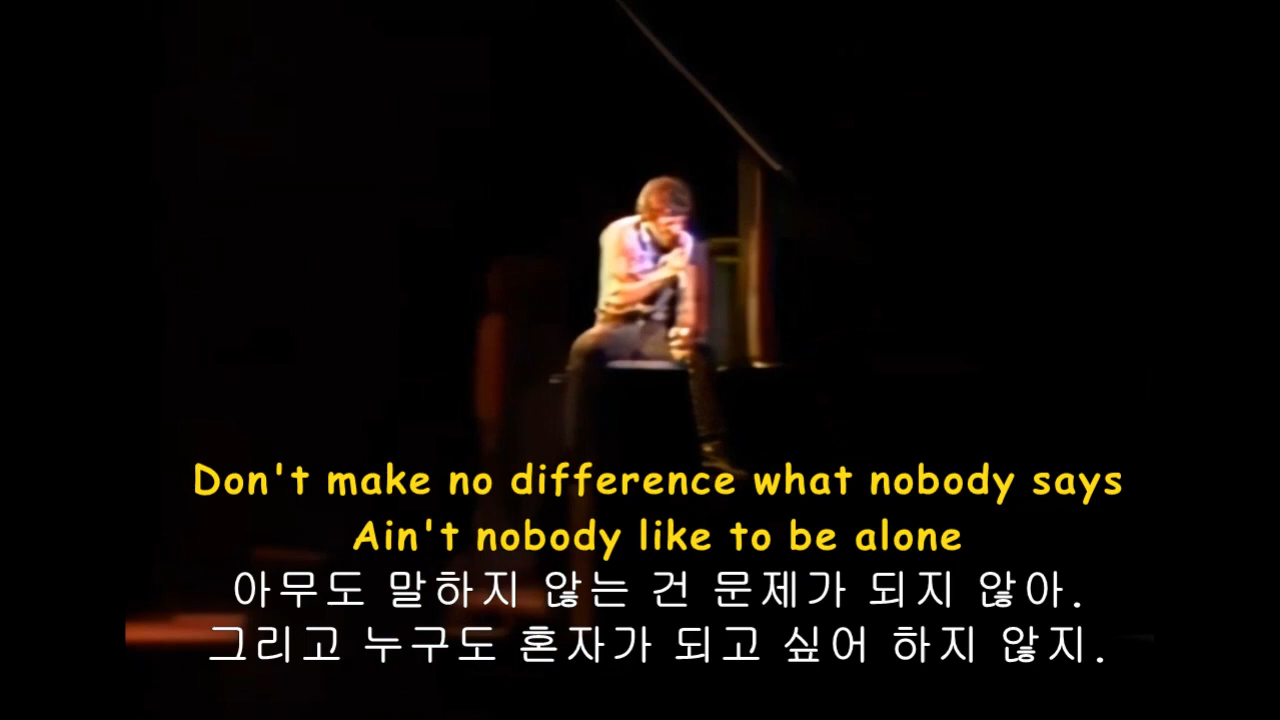 Don't make no difference what nobody says
Ain't nobody like to be alone
아무도 말하지 않는 건 문제가 되지 않아.
그리고 누구도 혼자가 되고 싶어 하지 않지.